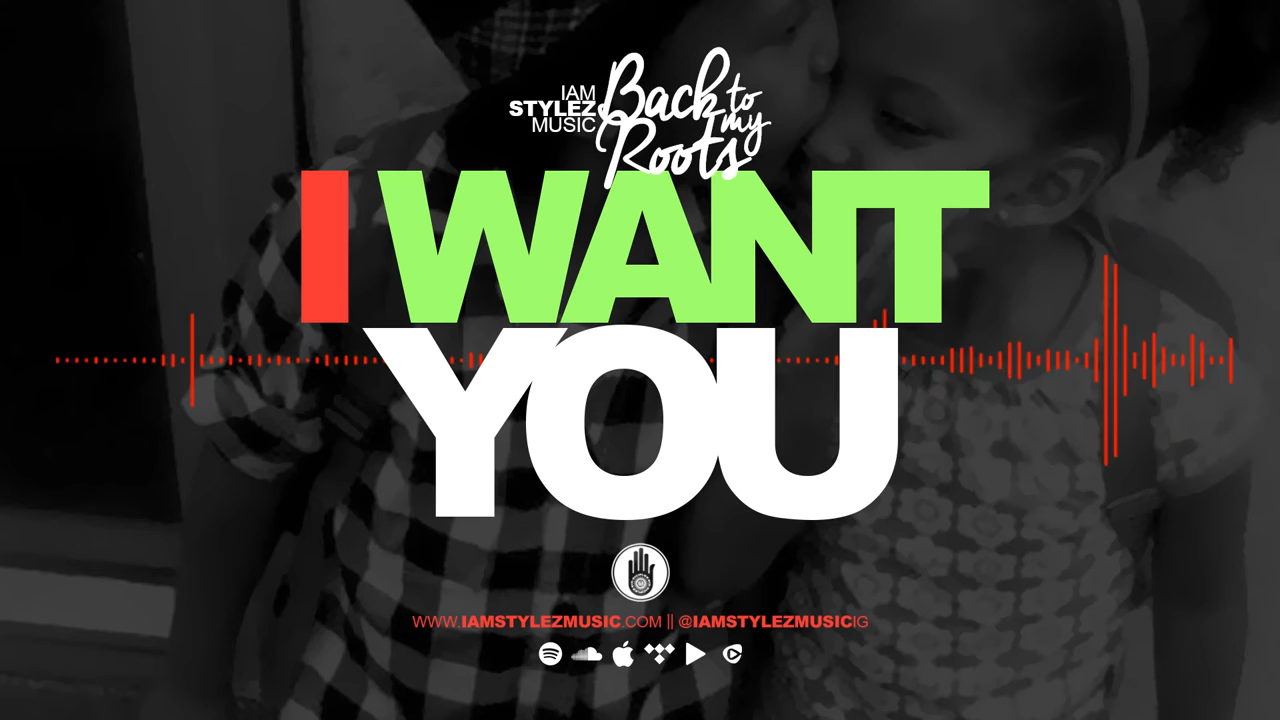 IAM
STYLEZ
MUSIC
Back to
my
Roots
I WANT
YOU
WWW.IAMSTYLEZMUSIC.COM || @IAMSTYLEZMUSICIG